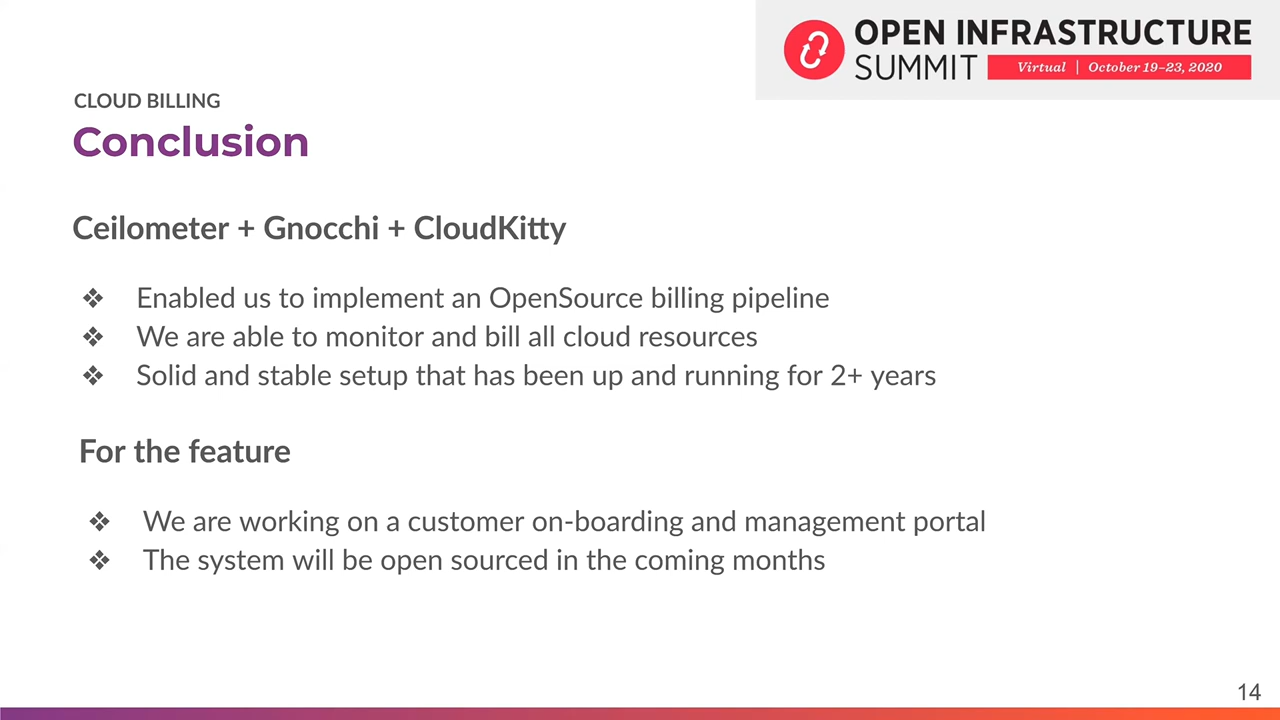 OPEN INFRASTRUCTURE
SUMMIT
Virtual | October 19–23, 2020
CLOUD BILLING
Conclusion
Ceilometer + Gnocchi + CloudKitty
❖ Enabled us to implement an OpenSource billing pipeline
❖ We are able to monitor and bill all cloud resources
❖ Solid and stable setup that has been up and running for 2+ years
For the feature
❖ We are working on a customer on-boarding and management portal
❖ The system will be open sourced in the coming months
14